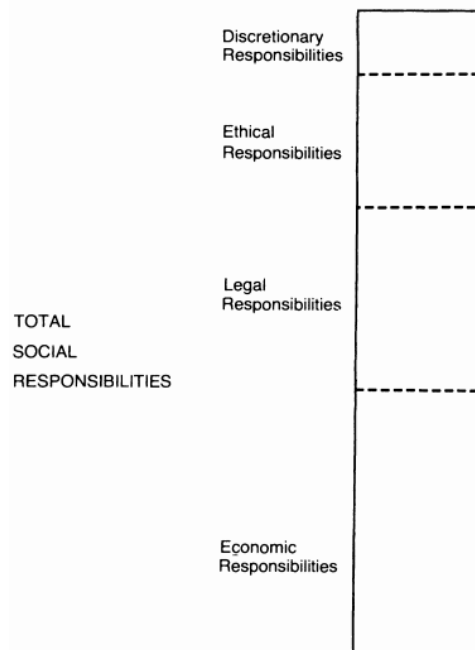 Discretionary
Responsibilities
Ethical
Responsibilities
Legal
Responsibilities
TOTAL
SOCIAL
RESPONSIBILITIES
Economic
Responsibilities